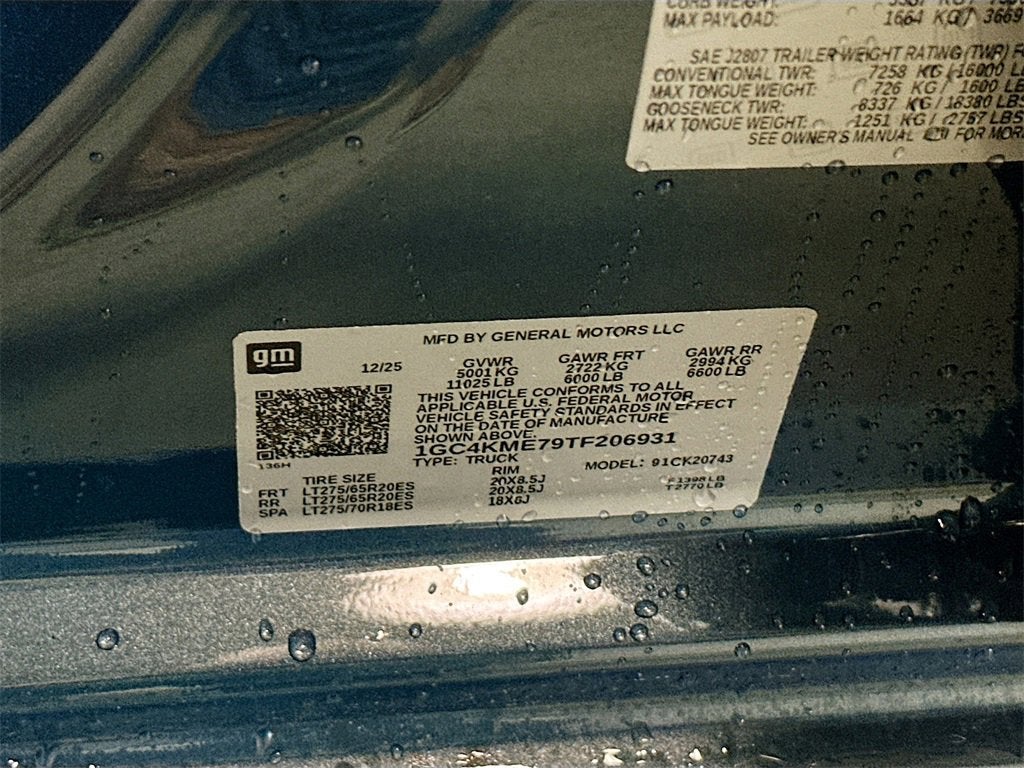 CURB WEIGHT:
MAX PAYLOAD: 1664 KG / 3669
SAE J2807 TRAILER WEIGHT RATING (TWR)
CONVENTIONAL TWR: 7258 KG / 16000 LB
MAX TONGUE WEIGHT: 726 KG / 1600 LBS
GOOSENECK TWR: 8337 KG / 18380 LBS
MAX TONGUE WEIGHT: 1251 KG / 2757 LBS
SEE OWNER'S MANUAL FOR MOR
MFD BY GENERAL MOTORS LLC
gm
12/25
GVWR GAWR FRT GAWR RR
5001 KG 2722 KG 2994 KG
11025 LB 6000 LB 6600 LB
THIS VEHICLE CONFORMS TO ALL
APPLICABLE U.S. FEDERAL MOTOR
VEHICLE SAFETY STANDARDS IN EFFECT
ON THE DATE OF MANUFACTURE
SHOWN ABOVE.
1GC4KME79TF206931
136H
TYPE: TRUCK MODEL: 91CK20743
TIRE SIZE RIM
FRT LT275/65R20ES 20X8.5J F1398 LB
RR LT275/65R20ES 20X8.5J T2770 LB
SPA LT275/70R18ES 18X8J